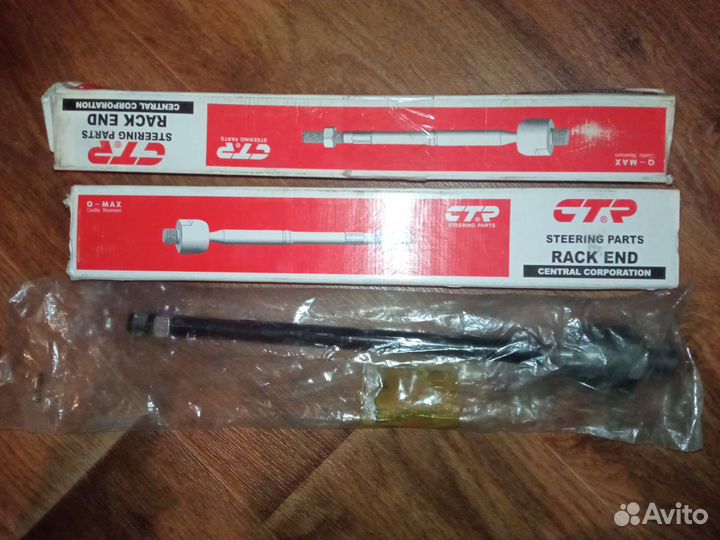 CTR®
STEERING PARTS
RACK END
CENTRAL CORPORATION
CTR
STEERING PARTS
Q-MAX
Quality Maximum
Q-MAX
Quality Maximum
CTR
STEERING PARTS
CTR®
STEERING PARTS
RACK END
CENTRAL CORPORATION
Avito